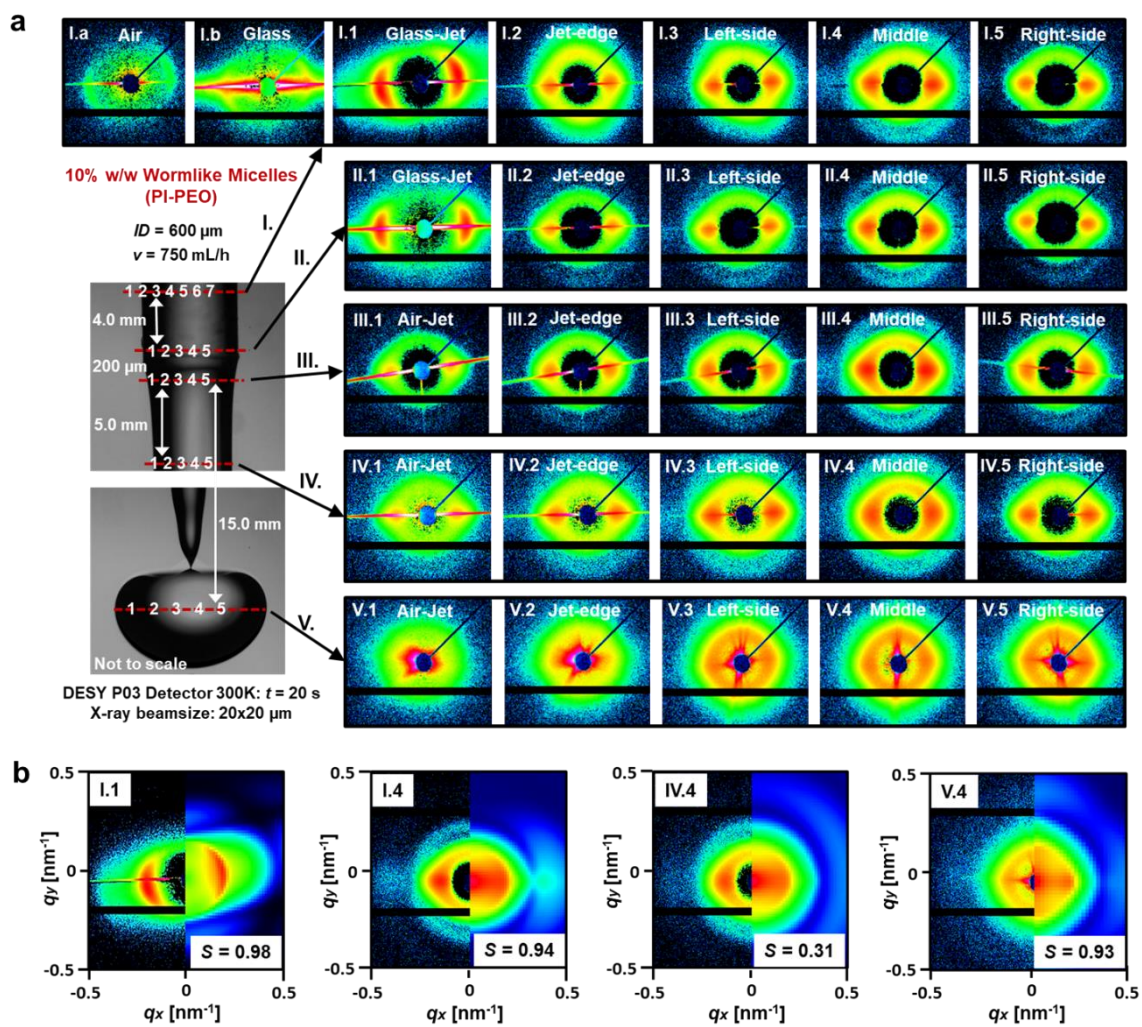 a
I.a Air
I.b Glass
I.1 Glass-Jet
I.2 Jet-edge
I.3 Left-side
I.4 Middle
I.5 Right-side
10% w/w Wormlike Micelles
(PI-PEO)
ID = 600 µm
v = 750 mL/h
I.
II.
II.1 Glass-Jet
II.2 Jet-edge
II.3 Left-side
II.4 Middle
II.5 Right-side
1 2 3 4 5 6 7
4.0 mm
1 2 3 4 5
200 µm
1 2 3 4 5
III.
III.1 Air-Jet
III.2 Jet-edge
III.3 Left-side
III.4 Middle
III.5 Right-side
5.0 mm
1 2 3 4 5
IV.
IV.1 Air-Jet
IV.2 Jet-edge
IV.3 Left-side
IV.4 Middle
IV.5 Right-side
15.0 mm
1 2 3 4 5
V.
V.1 Air-Jet
V.2 Jet-edge
V.3 Left-side
V.4 Middle
V.5 Right-side
Not to scale
DESY P03 Detector 300K: t = 20 s
X-ray beamsize: 20x20 µm
b
0.5
0
-0.5
qy [nm-1]
I.1
S = 0.98
-0.5 0 0.5
qx [nm-1]
0.5
0
-0.5
qy [nm-1]
I.4
S = 0.94
-0.5 0 0.5
qx [nm-1]
0.5
0
-0.5
qy [nm-1]
IV.4
S = 0.31
-0.5 0 0.5
qx [nm-1]
0.5
0
-0.5
qy [nm-1]
V.4
S = 0.93
-0.5 0 0.5
qx [nm-1]